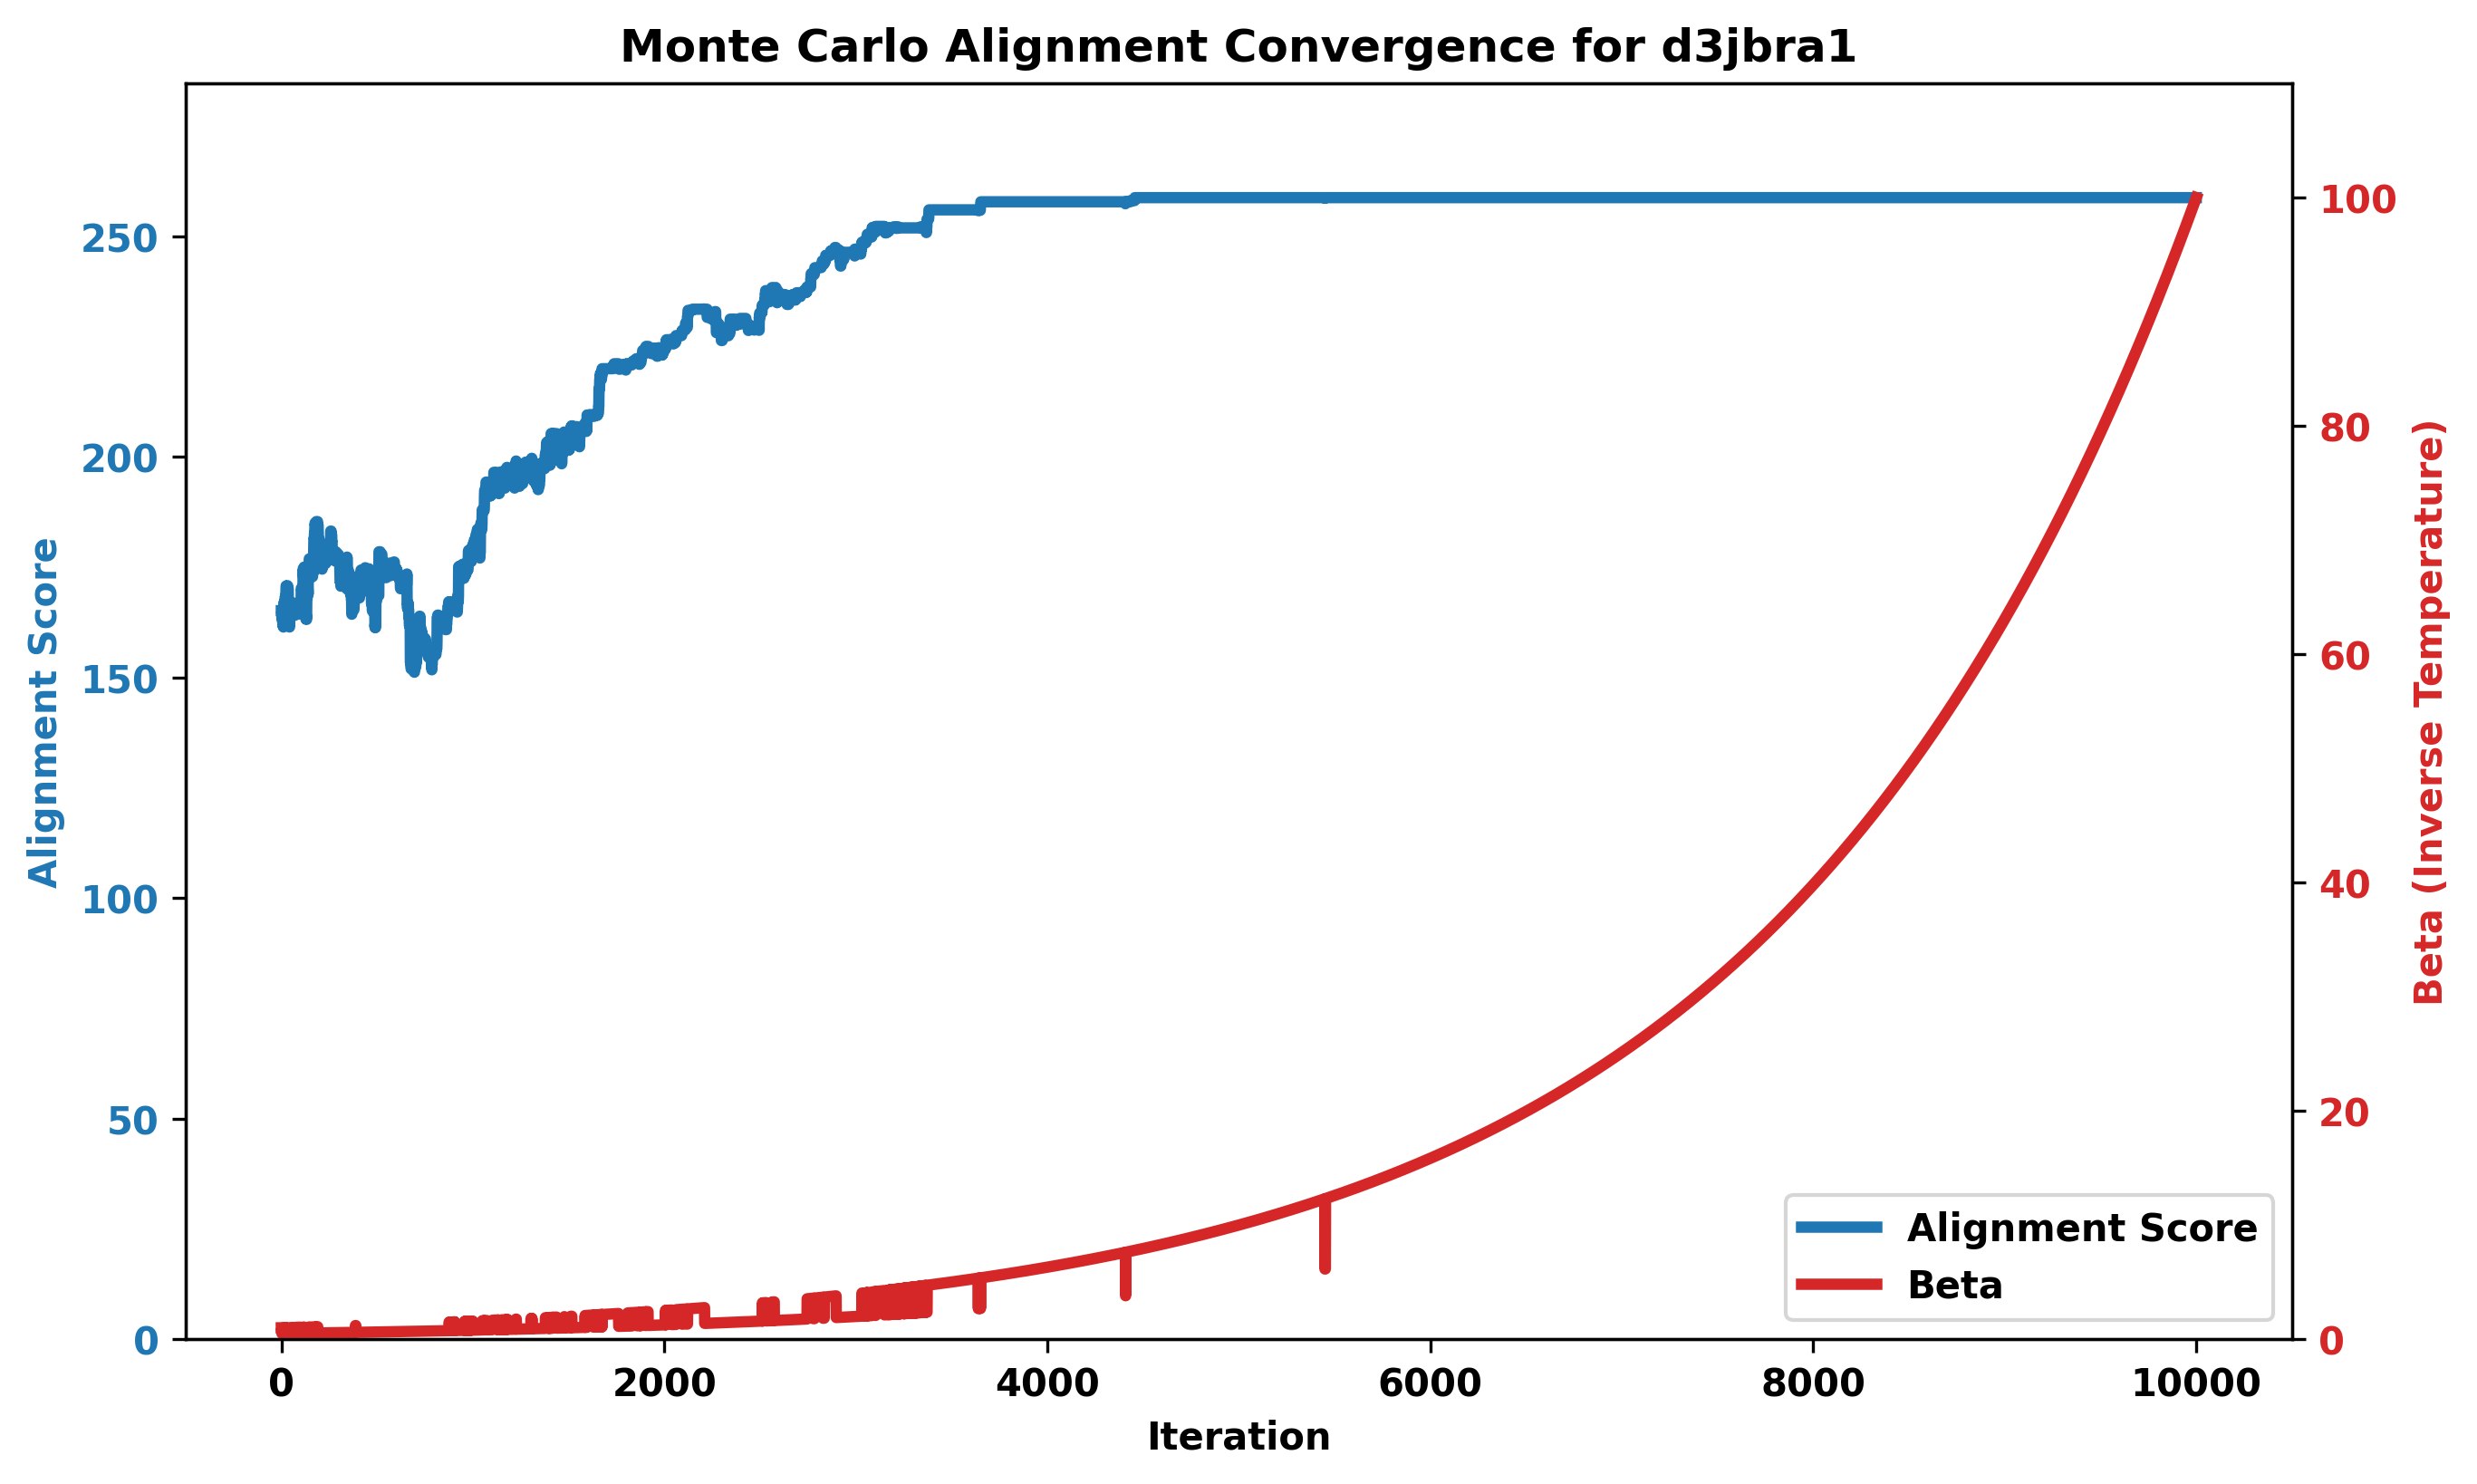 Monte Carlo Alignment Convergence for d3jbra1
Alignment Score
250
200
150
100
50
0
100
80
60
40
20
0
Beta (Inverse Temperature)
Alignment Score
Beta
0 2000 4000 6000 8000 10000
Iteration